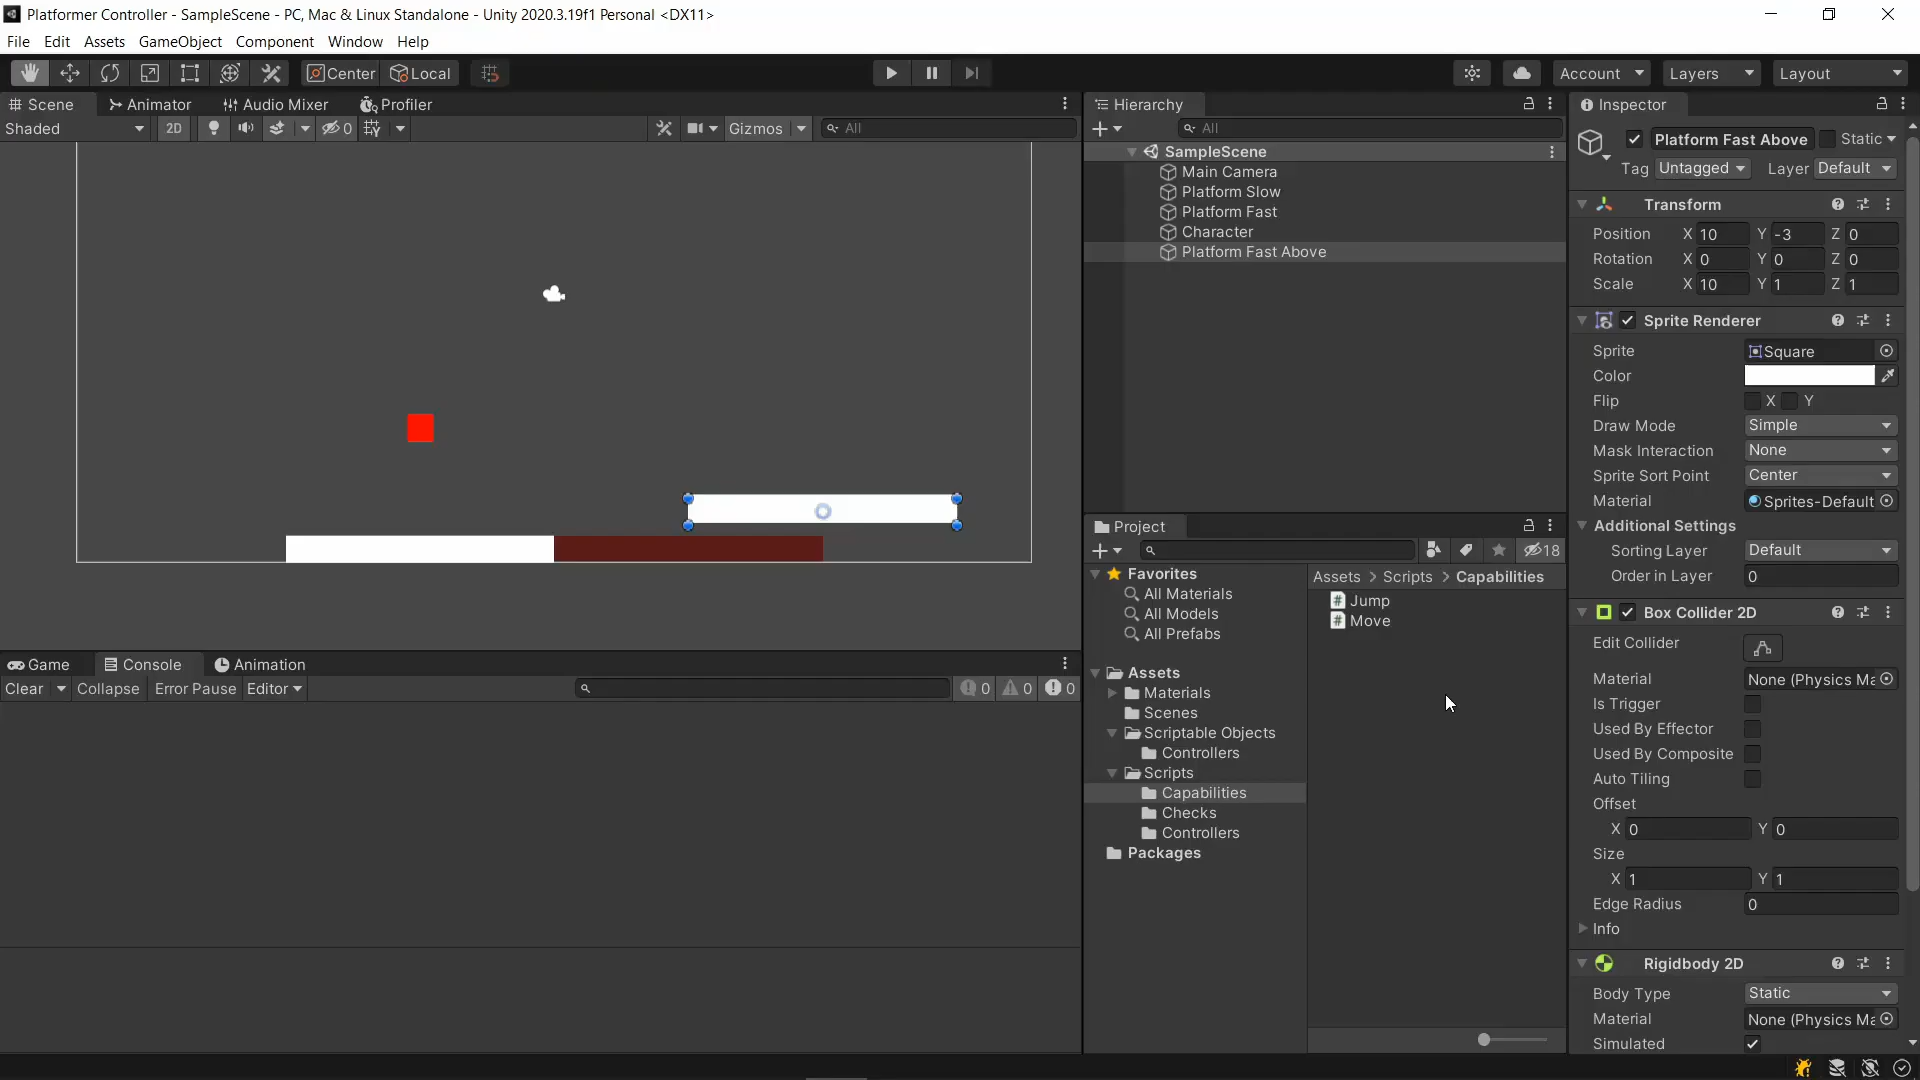 Platformer Controller - SampleScene - PC, Mac & Linux Standalone - Unity 2020.3.19f1 Personal <DX11>
File Edit Assets GameObject Component Window Help
Center Local Account Layers Layout
Scene Animator Audio Mixer Profiler
Shaded 2D 0 Gizmos All
Hierarchy
All
SampleScene
Main Camera
Platform Slow
Platform Fast
Character
Platform Fast Above
Project
18
Favorites
All Materials
All Models
All Prefabs
Assets
Materials
Scenes
Scriptable Objects
Controllers
Scripts
Capabilities
Checks
Controllers
Packages
Assets > Scripts > Capabilities
Jump
Move
Game Console Animation
Clear Collapse Error Pause Editor 0 0 0
Inspector
Platform Fast Above Static
Tag Untagged Layer Default
Transform
Position X 10 Y -3 Z 0
Rotation X 0 Y 0 Z 0
Scale X 10 Y 1 Z 1
Sprite Renderer
Sprite Square
Color
Flip X Y
Draw Mode Simple
Mask Interaction None
Sprite Sort Point Center
Material Sprites-Default
Additional Settings
Sorting Layer Default
Order in Layer 0
Box Collider 2D
Edit Collider
Material None (Physics Ma
Is Trigger
Used By Effector
Used By Composite
Auto Tiling
Offset
X 0 Y 0
Size
X 1 Y 1
Edge Radius 0
Info
Rigidbody 2D
Body Type Static
Material None (Physics Ma
Simulated